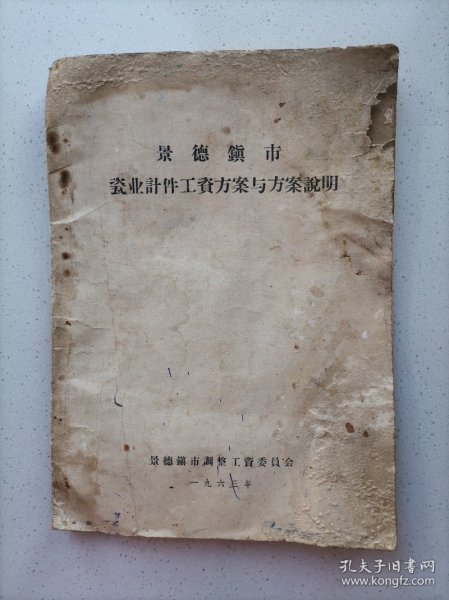 景德鎮市
瓷业計件工資方案与方案說明
景德鎮市調整工資委員会
一九六三年
孔夫子旧书网
www.kongfz.com